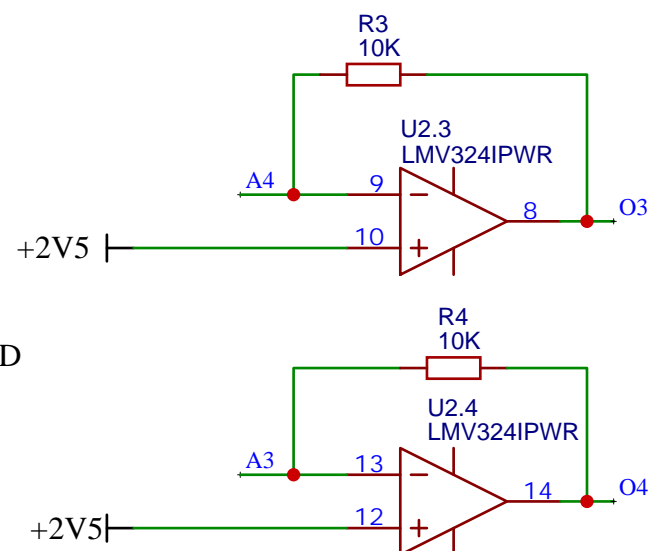 R3
10K
U2.3
LMV324IPWR
A4
9
8
O3
10
+2V5
R4
10K
D
U2.4
LMV324IPWR
A3
13
14
O4
12
+2V5